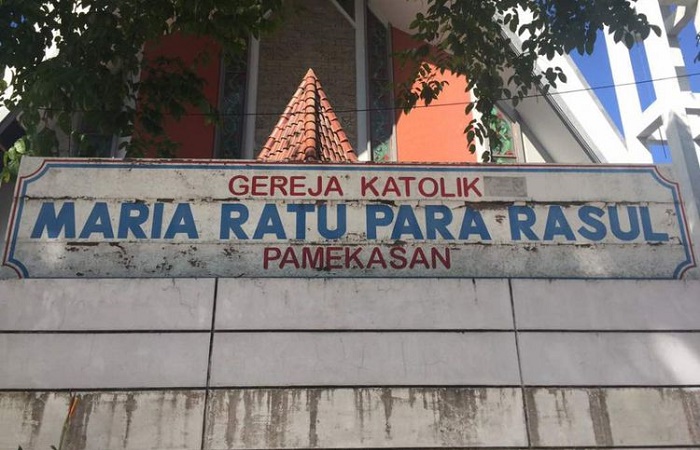 GEREJA KATOLIK
MARIA RATU PARA RASUL
PAMEKASAN